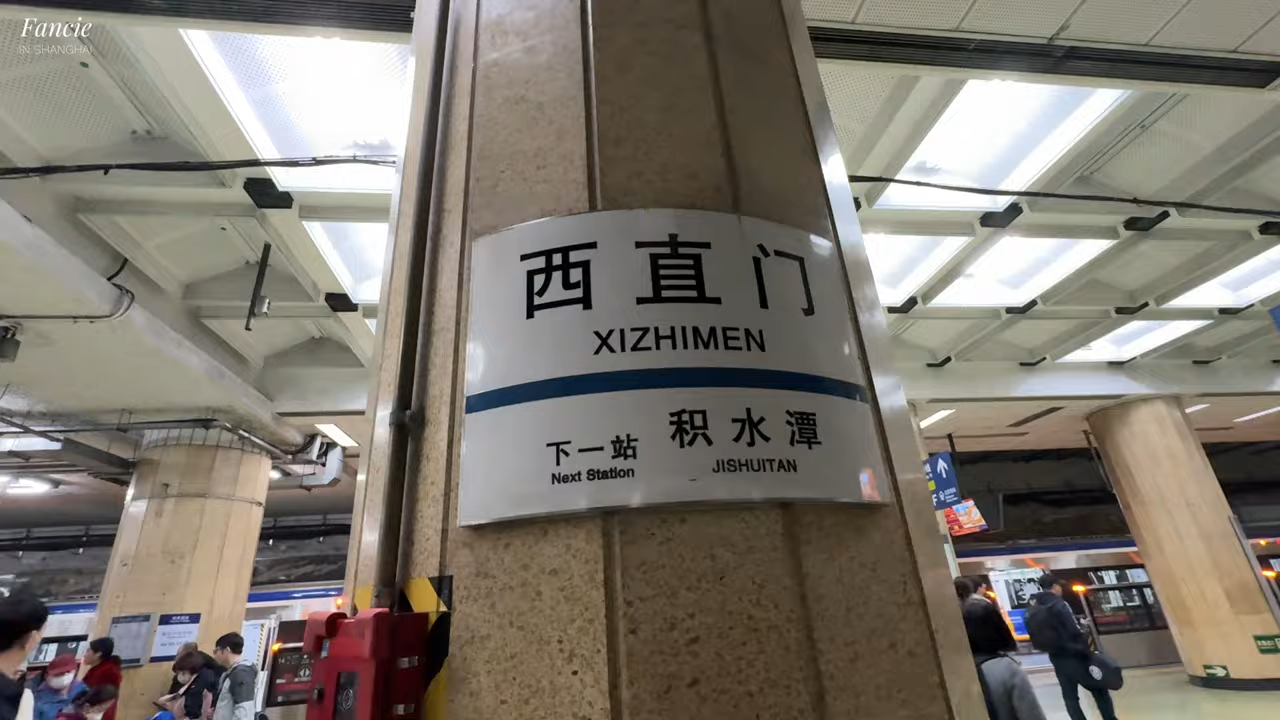 Fancie
IN SHANGHAI
西直门
XIZHIMEN
下一站 积水潭
Next Station JISHUITAN